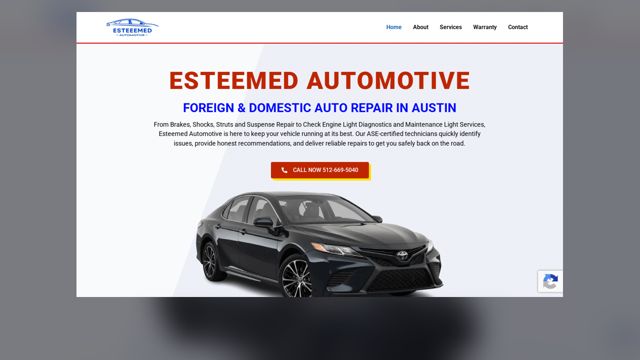 ESTEEEMED
AUTOMOTIVE
Home About Services Warranty Contact
ESTEEMED AUTOMOTIVE
FOREIGN & DOMESTIC AUTO REPAIR IN AUSTIN
From Brakes, Shocks, Struts and Suspense Repair to Check Engine Light Diagnostics and Maintenance Light Services,
Esteemed Automotive is here to keep your vehicle running at its best. Our ASE-certified technicians quickly identify
issues, provide honest recommendations, and deliver reliable repairs to get you safely back on the road.
CALL NOW 512-669-5040